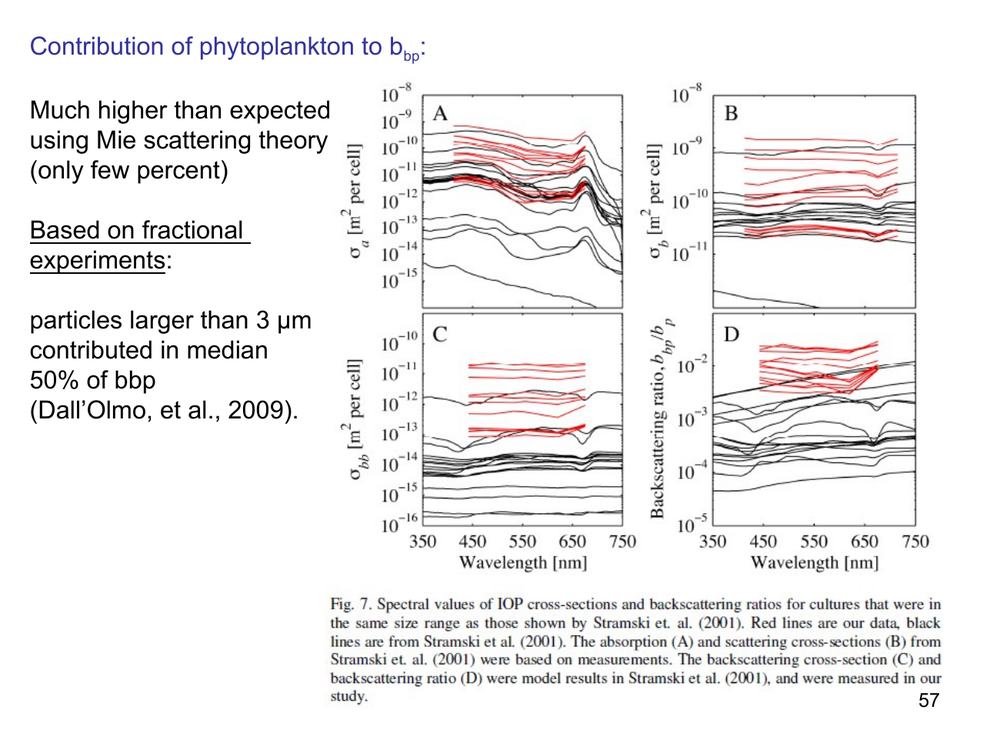 Contribution of phytoplankton to bbp:
Much higher than expected
using Mie scattering theory
(only few percent)
Based on fractional
experiments:
particles larger than 3 µm
contributed in median
50% of bbp
(Dall’Olmo, et al., 2009).
A
10^-8
10^-9
10^-10
10^-11
10^-12
10^-13
10^-14
10^-15
σa [m2 per cell]
B
10^-8
10^-9
10^-10
10^-11
σb [m2 per cell]
C
10^-10
10^-11
10^-12
10^-13
10^-14
10^-15
10^-16
σbb [m2 per cell]
350 450 550 650 750
Wavelength [nm]
D
10^-2
10^-3
10^-4
10^-5
Backscattering ratio, bbp/bp
350 450 550 650 750
Wavelength [nm]
Fig. 7. Spectral values of IOP cross-sections and backscattering ratios for cultures that were in
the same size range as those shown by Stramski et. al. (2001). Red lines are our data, black
lines are from Stramski et al. (2001). The absorption (A) and scattering cross-sections (B) from
Stramski et. al. (2001) were based on measurements. The backscattering cross-section (C) and
backscattering ratio (D) were model results in Stramski et al. (2001), and were measured in our
study.
57